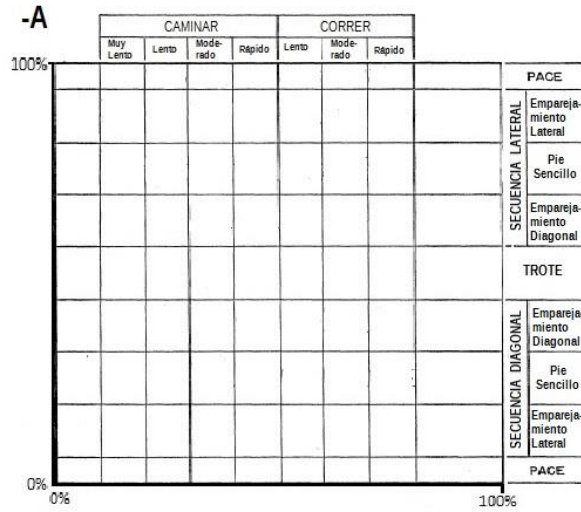 -A
CAMINAR
CORRER
Muy
Lento
Lento
Mode-
rado
Rápido
Lento
Mode-
rado
Rápido
100%
PACE
SECUENCIA LATERAL
Empareja-
miento
Lateral
Pie
Sencillo
Empareja-
miento
Diagonal
TROTE
SECUENCIA DIAGONAL
Empareja-
miento
Diagonal
Pie
Sencillo
Empareja-
miento
Lateral
PACE
0%
0%
100%